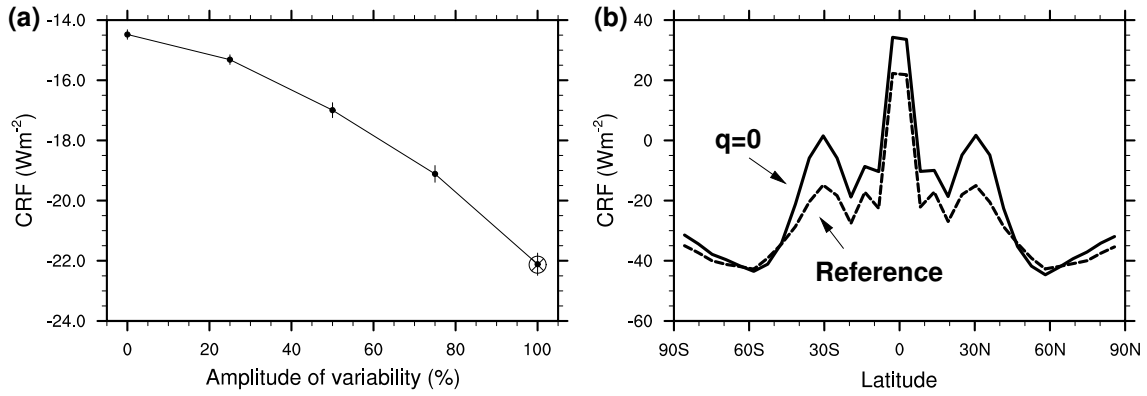 (a)
-14.0
-16.0
-18.0
-20.0
-22.0
-24.0
CRF (Wm-2)
0 20 40 60 80 100
Amplitude of variability (%)
(b)
40
20
0
-20
-40
-60
CRF (Wm-2)
q=0
Reference
90S 60S 30S 0 30N 60N 90N
Latitude